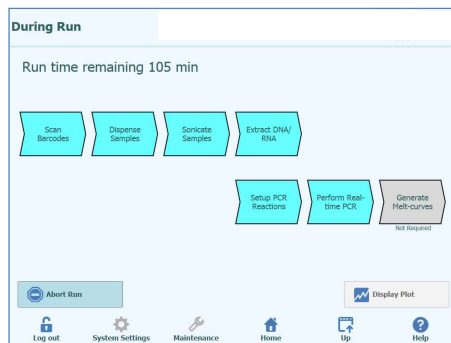 During Run
Run time remaining 105 min
Scan
Barcodes
Dispense
Samples
Sonicate
Samples
Extract DNA/
RNA
Setup PCR
Reactions
Perform Real-
time PCR
Generate
Melt-curves
Not Required
Abort Run
Display Plot
Log out
System Settings
Maintenance
Home
Up
Help